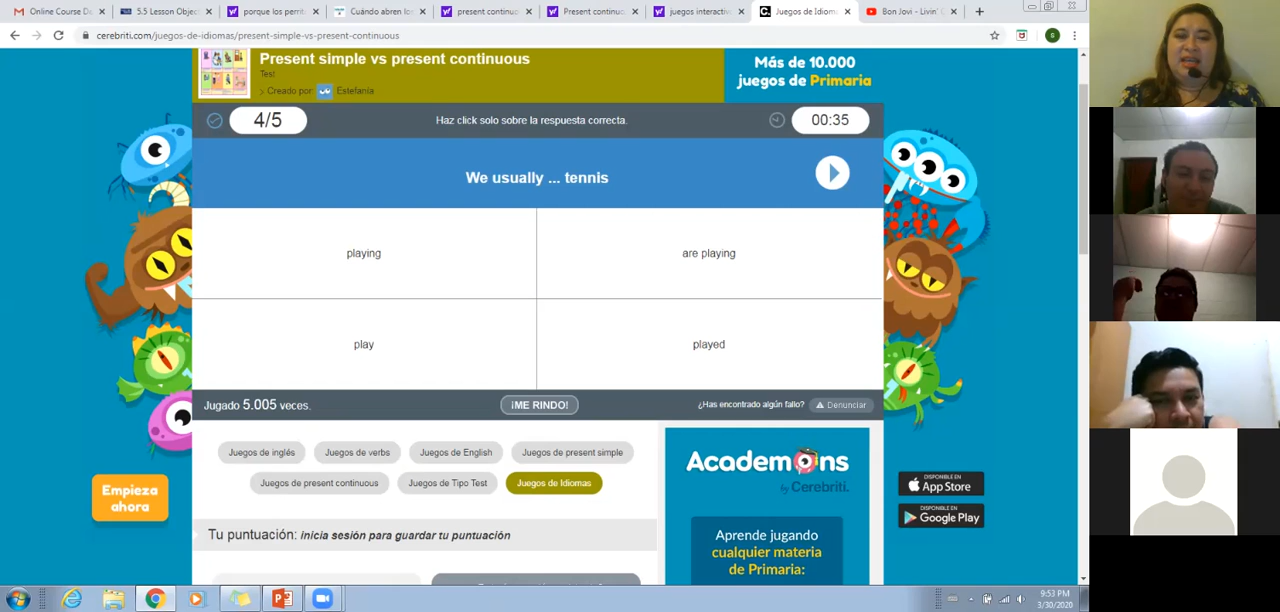 Online Course Du
5.5 Lesson Object
porque los perrit
Cuándo abren los
present continuo
Present continuo
juegos interactiv
Juegos de Idiom
Bon Jovi - Livin'
cerebriti.com/juegos-de-idiomas/present-simple-vs-present-continuous
S
Present simple vs present continuous
Test
> Creado por: Estefanía
Más de 10.000
juegos de Primaria
4/5
Haz click solo sobre la respuesta correcta.
00:35
We usually ... tennis
playing
are playing
play
played
Jugado 5.005 veces.
¡ME RINDO!
¿Has encontrado algún fallo?
Denunciar
Juegos de inglés
Juegos de verbs
Juegos de English
Juegos de present simple
Juegos de present continuous
Juegos de Tipo Test
Juegos de Idiomas
Empieza
ahora
Tu puntuación: inicia sesión para guardar tu puntuación
Academons
by Cerebriti.
Aprende jugando
cualquier materia
de Primaria:
DISPONIBLE EN
App Store
DISPONIBLE EN
Google Play
9:53 PM
3/30/2020